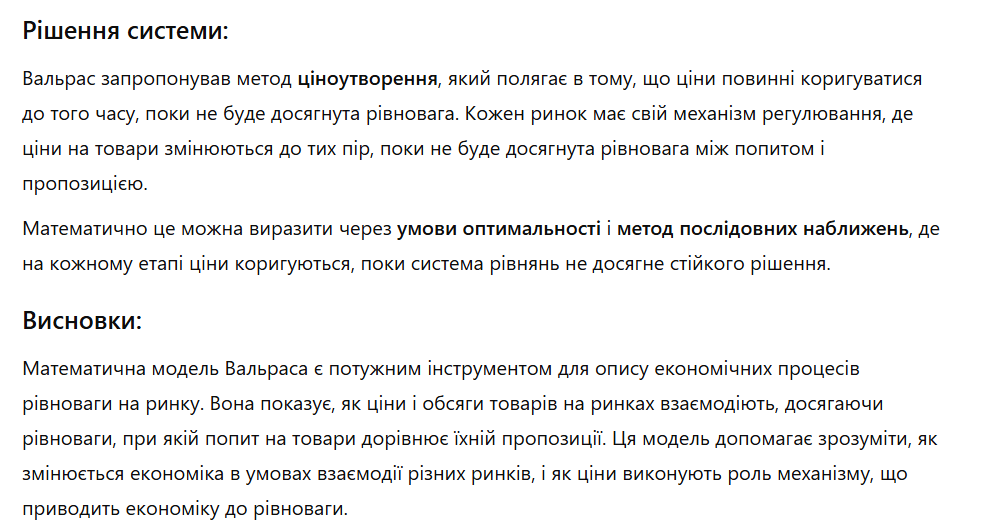 Рішення системи:
Вальрас запропонував метод ціноутворення, який полягає в тому, що ціни повинні коригуватися
до того часу, поки не буде досягнута рівновага. Кожен ринок має свій механізм регулювання, де
ціни на товари змінюються до тих пір, поки не буде досягнута рівновага між попитом і
пропозицією.
Математично це можна виразити через умови оптимальності і метод послідовних наближень, де
на кожному етапі ціни коригуються, поки система рівнянь не досягне стійкого рішення.
Висновки:
Математична модель Вальраса є потужним інструментом для опису економічних процесів
рівноваги на ринку. Вона показує, як ціни і обсяги товарів на ринках взаємодіють, досягаючи
рівноваги, при якій попит на товари дорівнює їхній пропозиції. Ця модель допомагає зрозуміти, як
змінюється економіка в умовах взаємодії різних ринків, і як ціни виконують роль механізму, що
приводить економіку до рівноваги.